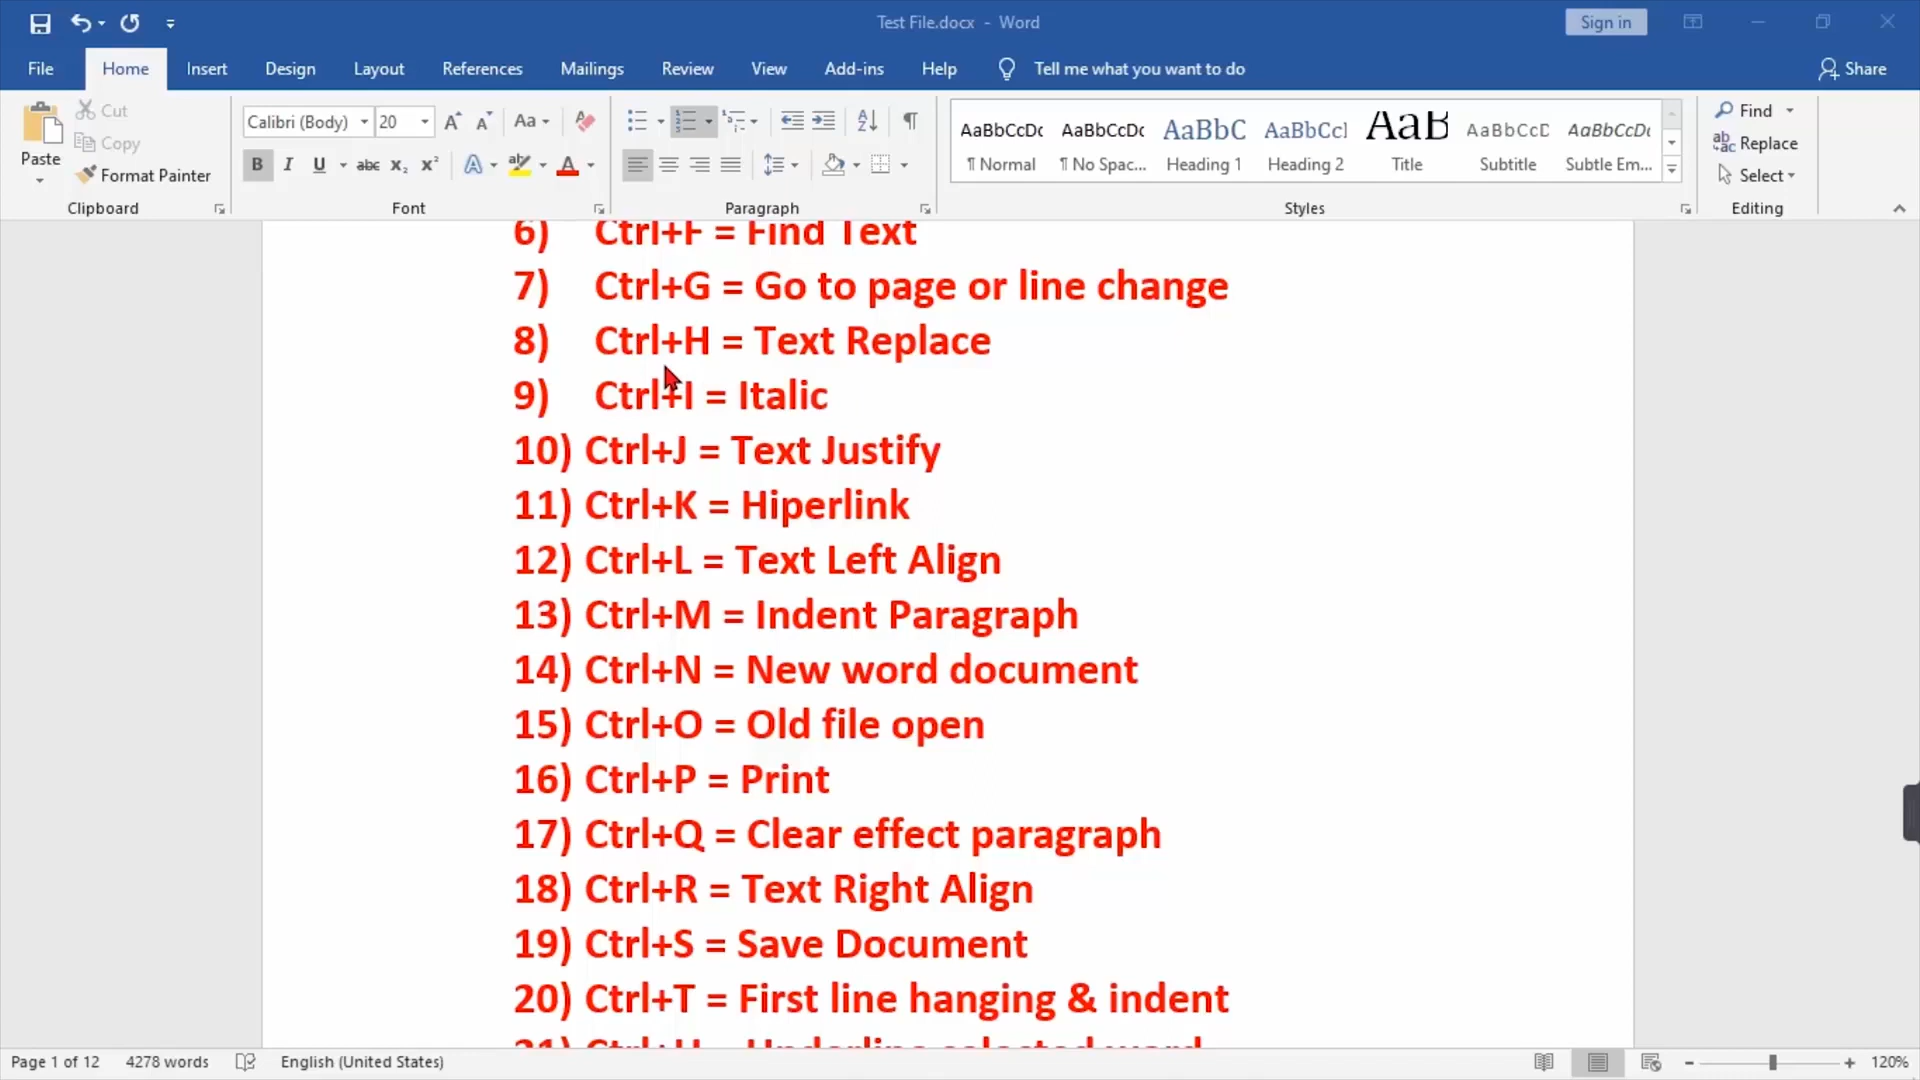 Test File.docx - Word
Sign in
File Home Insert Design Layout References Mailings Review View Add-ins Help Tell me what you want to do Share
Paste
Cut
Copy
Format Painter
Clipboard
Calibri (Body) 20
Aa
B I U abc x₂ x²
A ab A
Font
Paragraph
AaBbCcDc AaBbCcDc AaBbC AaBbCcl AaB AaBbCcD AaBbCcDc
¶ Normal ¶ No Spac... Heading 1 Heading 2 Title Subtitle Subtle Em...
Styles
Find
Replace
Select
Editing
6) Ctrl+F = Find Text
7) Ctrl+G = Go to page or line change
8) Ctrl+H = Text Replace
9) Ctrl+I = Italic
10) Ctrl+J = Text Justify
11) Ctrl+K = Hiperlink
12) Ctrl+L = Text Left Align
13) Ctrl+M = Indent Paragraph
14) Ctrl+N = New word document
15) Ctrl+O = Old file open
16) Ctrl+P = Print
17) Ctrl+Q = Clear effect paragraph
18) Ctrl+R = Text Right Align
19) Ctrl+S = Save Document
20) Ctrl+T = First line hanging & indent
21) Ctrl+U = Underline selected word
Page 1 of 12 4278 words English (United States) 120%